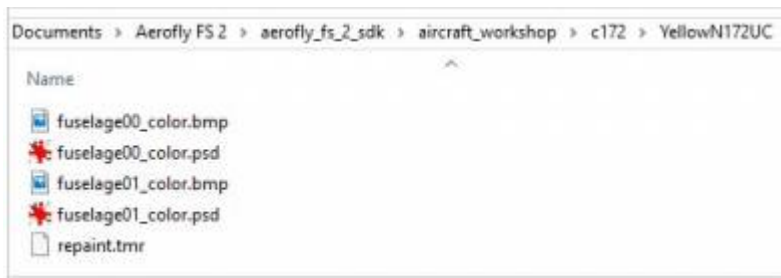 Documents > Aerofly FS 2 > aerofly_fs_2_sdk > aircraft_workshop > c172 > YellowN172UC
Name
fuselage00_color.bmp
fuselage00_color.psd
fuselage01_color.bmp
fuselage01_color.psd
repaint.tmr